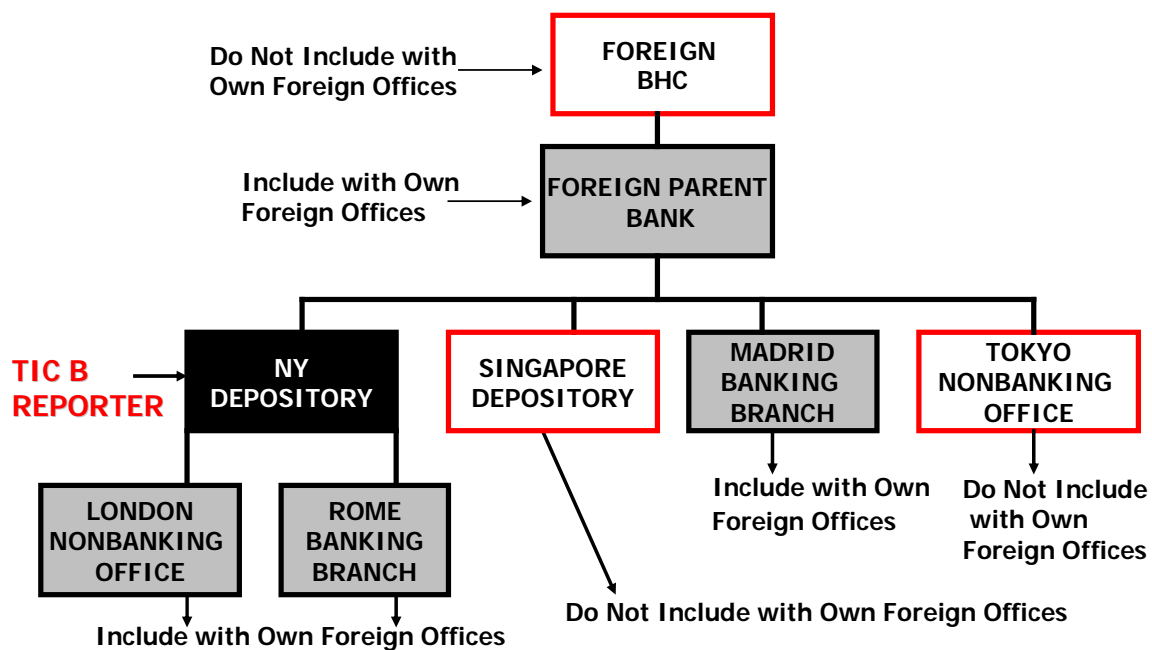 Do Not Include with
Own Foreign Offices
FOREIGN
BHC
Include with Own
Foreign Offices
FOREIGN PARENT
BANK
TIC B
REPORTER
NY
DEPOSITORY
SINGAPORE
DEPOSITORY
MADRID
BANKING
BRANCH
TOKYO
NONBANKING
OFFICE
LONDON
NONBANKING
OFFICE
ROME
BANKING
BRANCH
Include with Own
Foreign Offices
Do Not Include
with Own
Foreign Offices
Include with Own Foreign Offices
Do Not Include with Own Foreign Offices